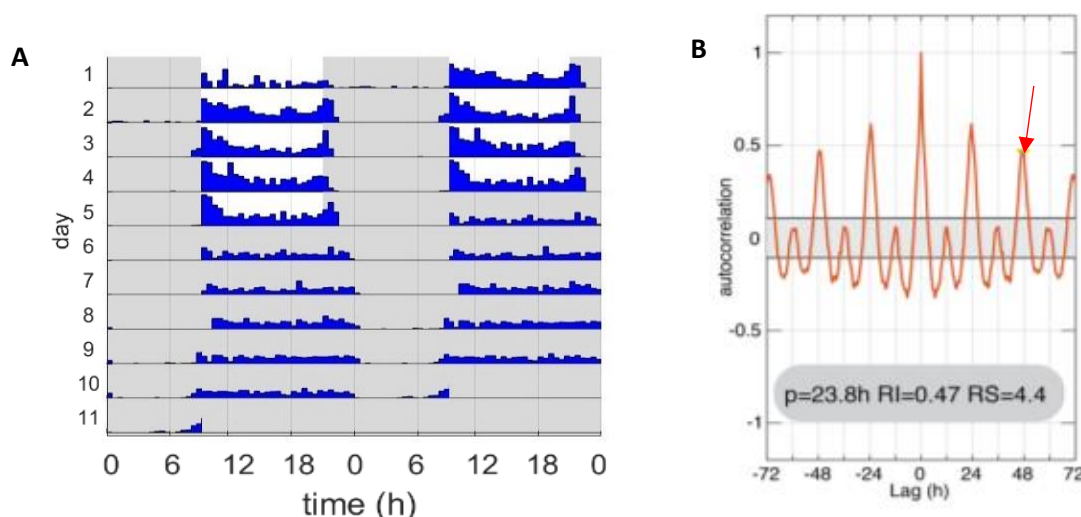 A
day
1
2
3
4
5
6
7
8
9
10
11
0 6 12 18 0 6 12 18 0
time (h)
B
autocorrelation
1
0.5
0
-0.5
-1
p=23.8h RI=0.47 RS=4.4
-72 -48 -24 0 24 48 72
Lag (h)